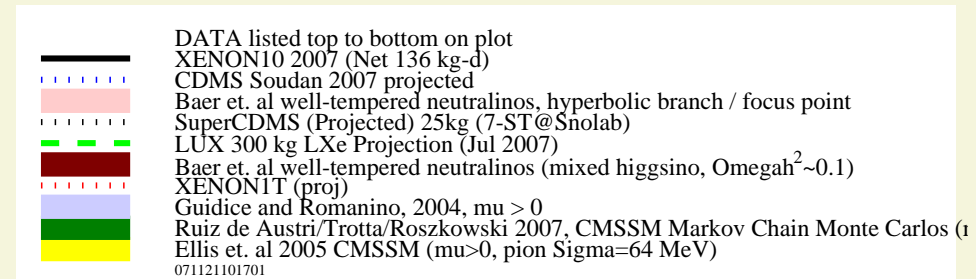 DATA listed top to bottom on plot
XENON10 2007 (Net 136 kg-d)
CDMS Soudan 2007 projected
Baer et. al well-tempered neutralinos, hyperbolic branch / focus point
SuperCDMS (Projected) 25kg (7-ST@Snolab)
LUX 300 kg LXe Projection (Jul 2007)
Baer et. al well-tempered neutralinos (mixed higgsino, Omegah^2~0.1)
XENON1T (proj)
Guidice and Romanino, 2004, mu > 0
Ruiz de Austri/Trotta/Roszkowski 2007, CMSSM Markov Chain Monte Carlos (
Ellis et. al 2005 CMSSM (mu>0, pion Sigma=64 MeV)
071121101701